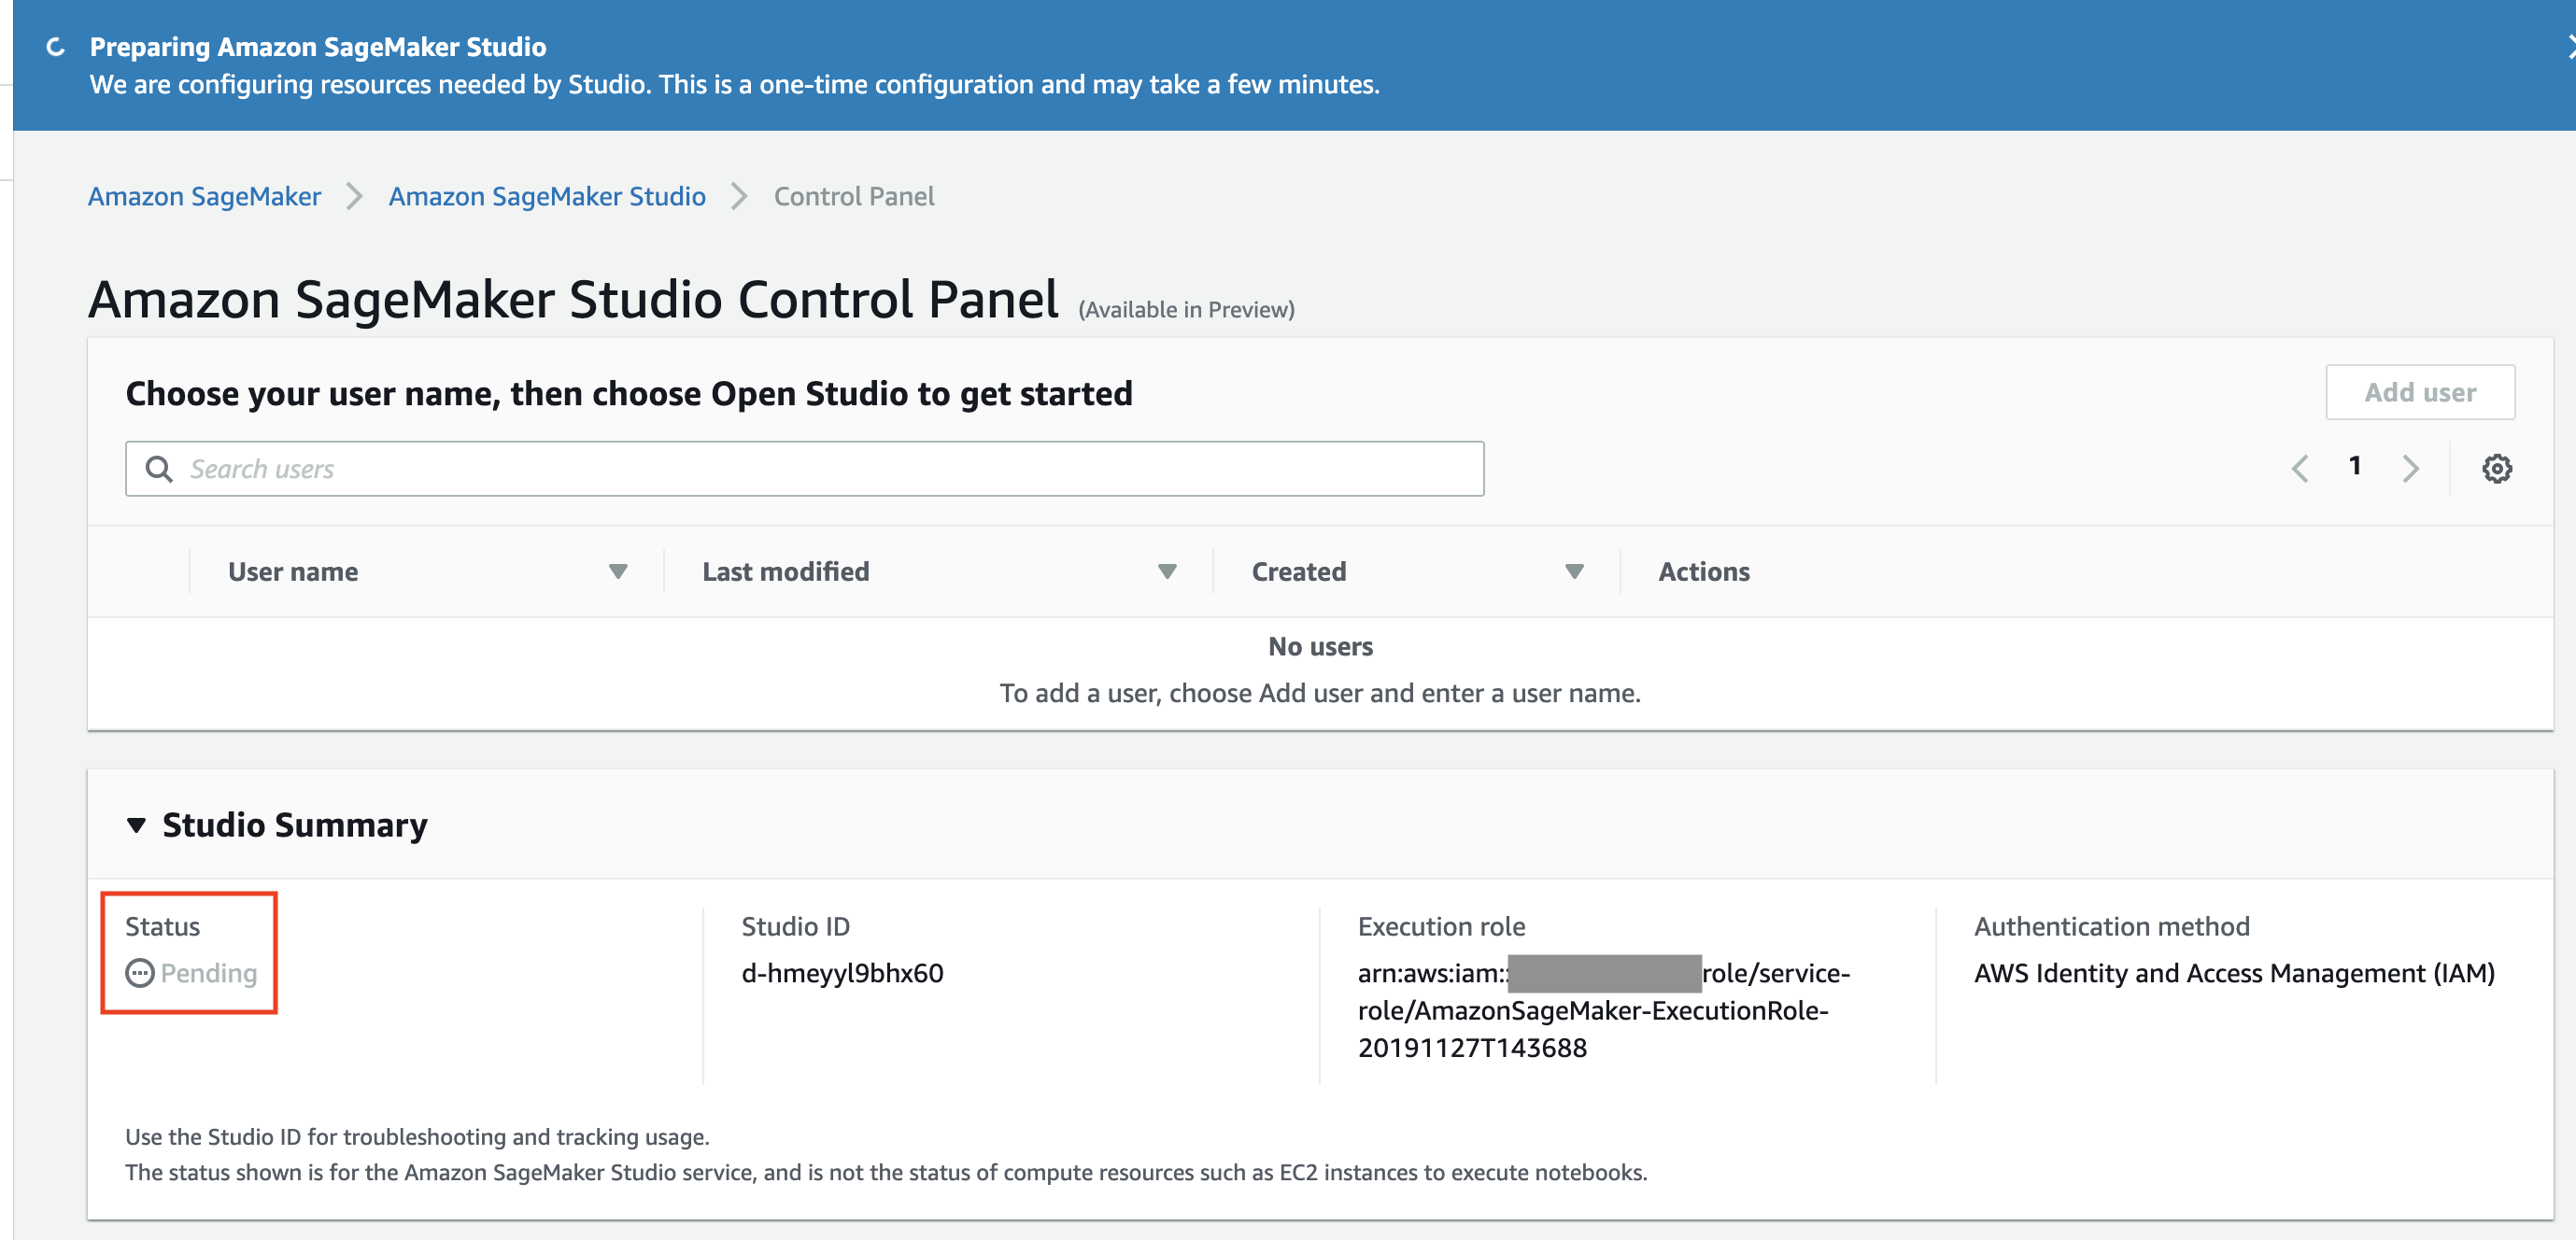 Preparing Amazon SageMaker Studio
We are configuring resources needed by Studio. This is a one-time configuration and may take a few minutes.
Amazon SageMaker > Amazon SageMaker Studio > Control Panel
Amazon SageMaker Studio Control Panel (Available in Preview)
Choose your user name, then choose Open Studio to get started
Add user
Search users
1
User name
Last modified
Created
Actions
No users
To add a user, choose Add user and enter a user name.
Studio Summary
Status
Pending
Studio ID
d-hmeyyl9bhx60
Execution role
arn:aws:iam:: role/service-
role/AmazonSageMaker-ExecutionRole-
20191127T143688
Authentication method
AWS Identity and Access Management (IAM)
Use the Studio ID for troubleshooting and tracking usage.
The status shown is for the Amazon SageMaker Studio service, and is not the status of compute resources such as EC2 instances to execute notebooks.